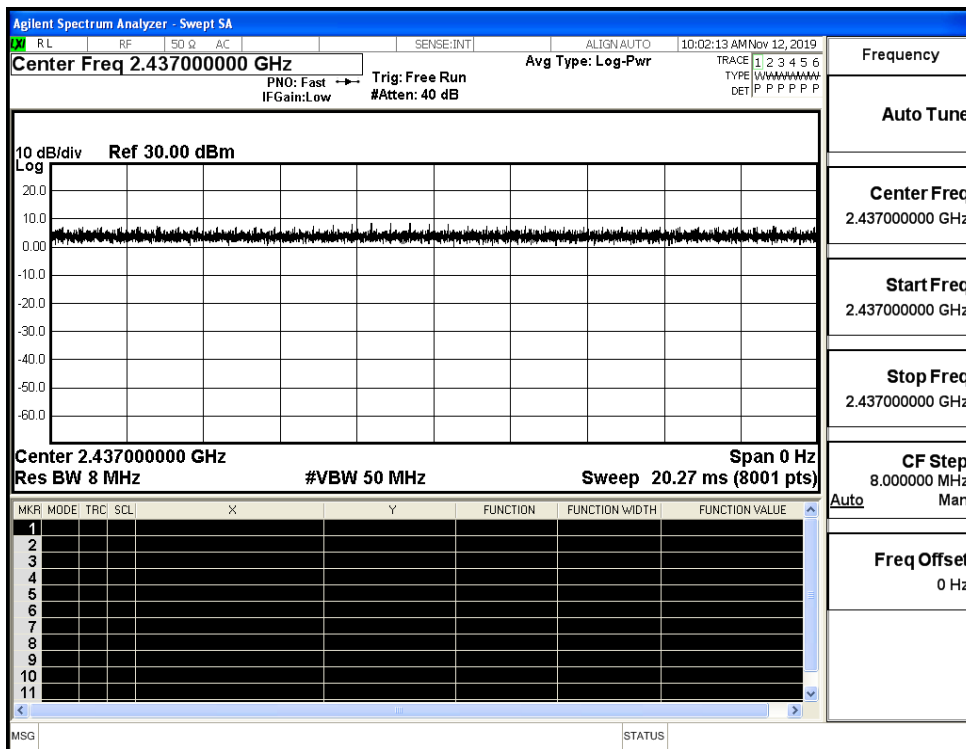 Agilent Spectrum Analyzer - Swept SA
LXI RL RF 50 Ω AC SENSE:INT ALIGN AUTO 10:02:13 AM Nov 12, 2019
Center Freq 2.437000000 GHz
Avg Type: Log-Pwr
TRACE 1 2 3 4 5 6
PNO: Fast
Trig: Free Run
TYPE WWWWWW
IFGain:Low
#Atten: 40 dB
DET P P P P P P
10 dB/div Ref 30.00 dBm
Log
20.0
10.0
0.00
-10.0
-20.0
-30.0
-40.0
-50.0
-60.0
Center 2.437000000 GHz
Span 0 Hz
Res BW 8 MHz
#VBW 50 MHz
Sweep 20.27 ms (8001 pts)
MKR MODE TRC SCL X Y FUNCTION FUNCTION WIDTH FUNCTION VALUE
1
2
3
4
5
6
7
8
9
10
11
MSG
STATUS
Frequency
Auto Tune
Center Freq
2.437000000 GHz
Start Freq
2.437000000 GHz
Stop Freq
2.437000000 GHz
CF Step
8.000000 MHz
Auto Man
Freq Offset
0 Hz